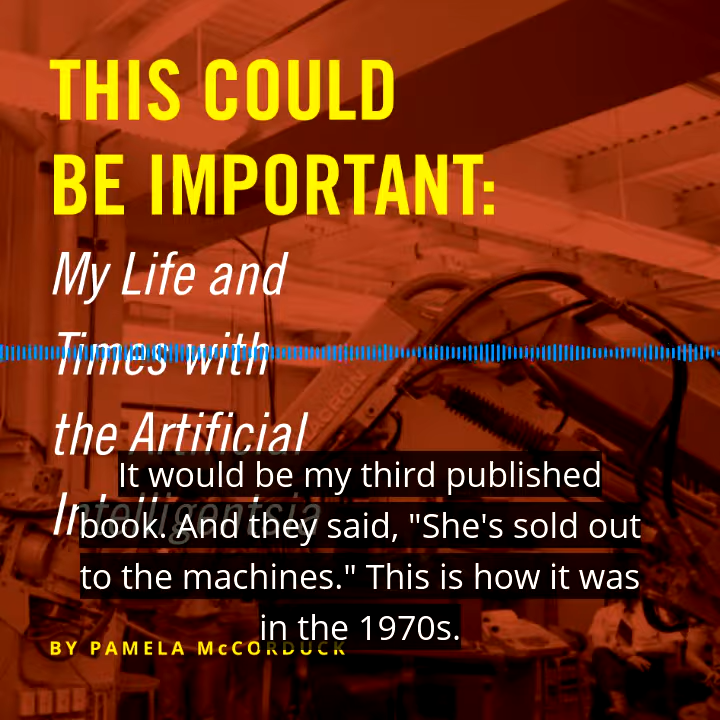 THIS COULD
BE IMPORTANT:
My Life and
Times with
the Artificial
Intelligentsia
It would be my third published
book. And they said, "She's sold out
to the machines." This is how it was
in the 1970s.
BY PAMELA McCORDUCK